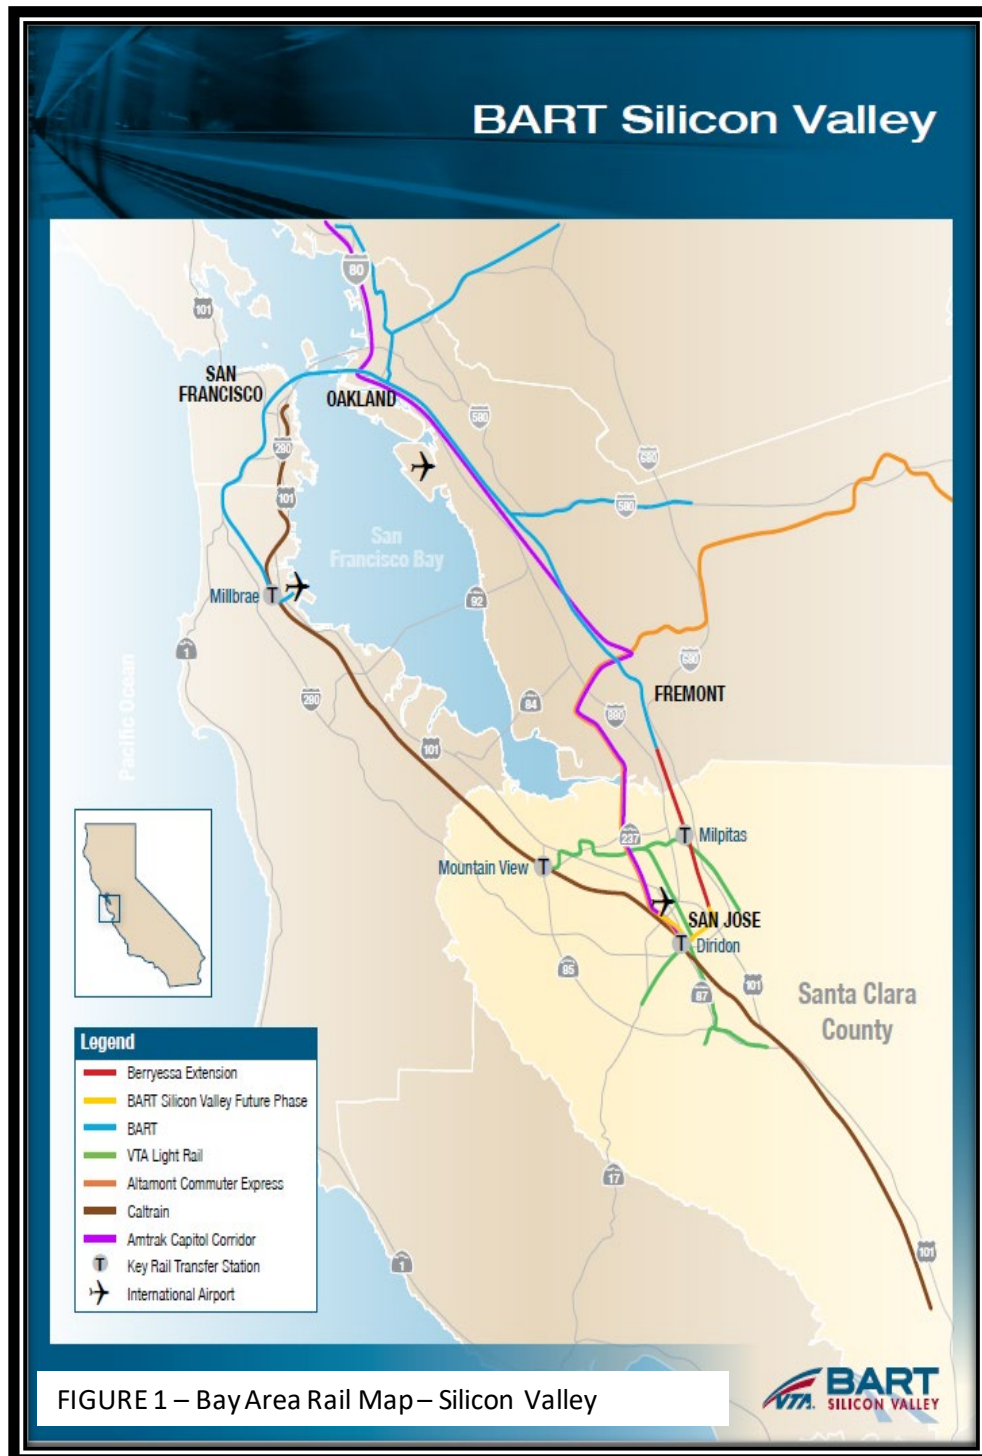 BART Silicon Valley
80
101
SAN
FRANCISCO
OAKLAND
580
280
680
101
580
San
Francisco Bay
Millbrae
T
92
1
680
Pacific Ocean
280
FREMONT
84
880
101
237
T
Milpitas
Mountain View
T
SAN JOSE
T
Diridon
85
87
101
Santa Clara
County
Legend
Berryessa Extension
BART Silicon Valley Future Phase
BART
VTA Light Rail
Altamont Commuter Express
Caltrain
Amtrak Capitol Corridor
T
Key Rail Transfer Station
International Airport
17
101
1
FIGURE 1 – Bay Area Rail Map – Silicon Valley
VTA
BART
SILICON VALLEY